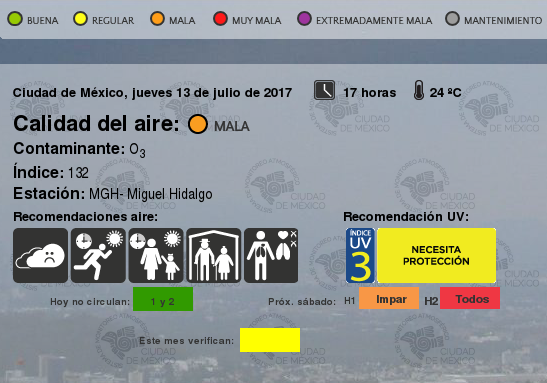 BUENA REGULAR MALA MUY MALA EXTREMADAMENTE MALA MANTENIMIENTO
Ciudad de México, jueves 13 de julio de 2017 17 horas 24 ºC
Calidad del aire: MALA
Contaminante: O3
Índice: 132
Estación: MGH- Miguel Hidalgo
Recomendaciones aire: Recomendación UV:
ÍNDICE
UV
3
NECESITA
PROTECCIÓN
Hoy no circulan: 1 y 2 Próx. sábado: H1 Impar H2 Todos
Este mes verifican:
CIUDAD
DE MÉXICO